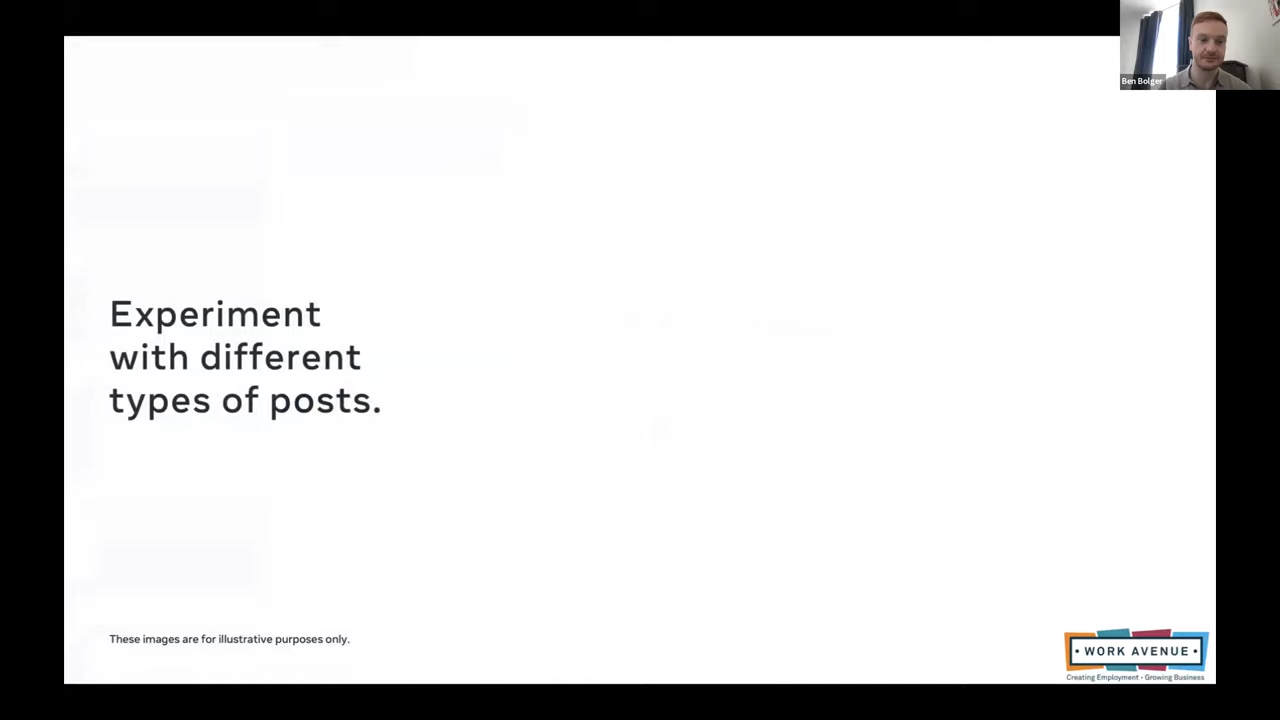 Ben Bolger
Experiment
with different
types of posts.
These images are for illustrative purposes only.
• WORK AVENUE •
Creating Employment • Growing Business